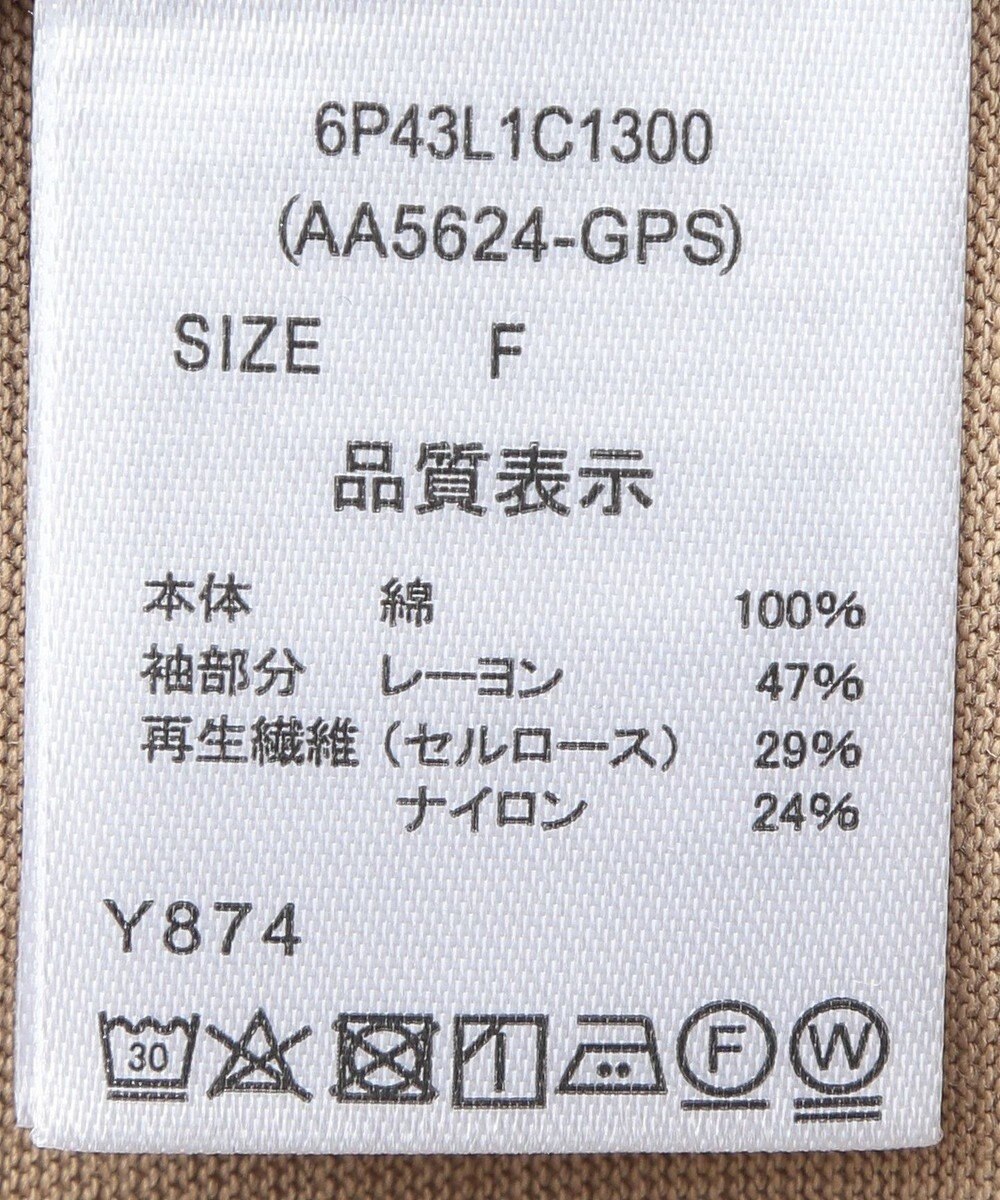 6P43L1C1300
(AA5624-GPS)
SIZE F
品質表示
本体 綿 100%
袖部分 レーヨン 47%
再生繊維（セルロース） 29%
ナイロン 24%
Y874
30 F W